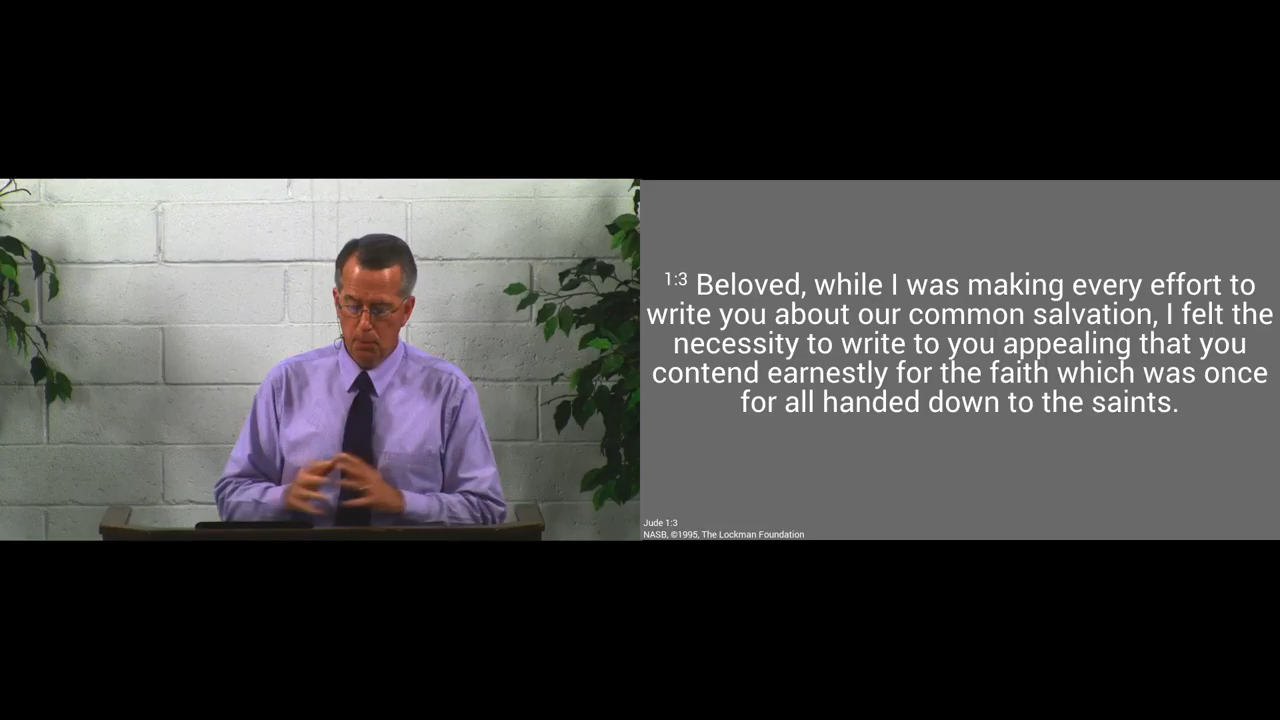 1:3 Beloved, while I was making every effort to
write you about our common salvation, I felt the
necessity to write to you appealing that you
contend earnestly for the faith which was once
for all handed down to the saints.
Jude 1:3
NASB, ©1995, The Lockman Foundation